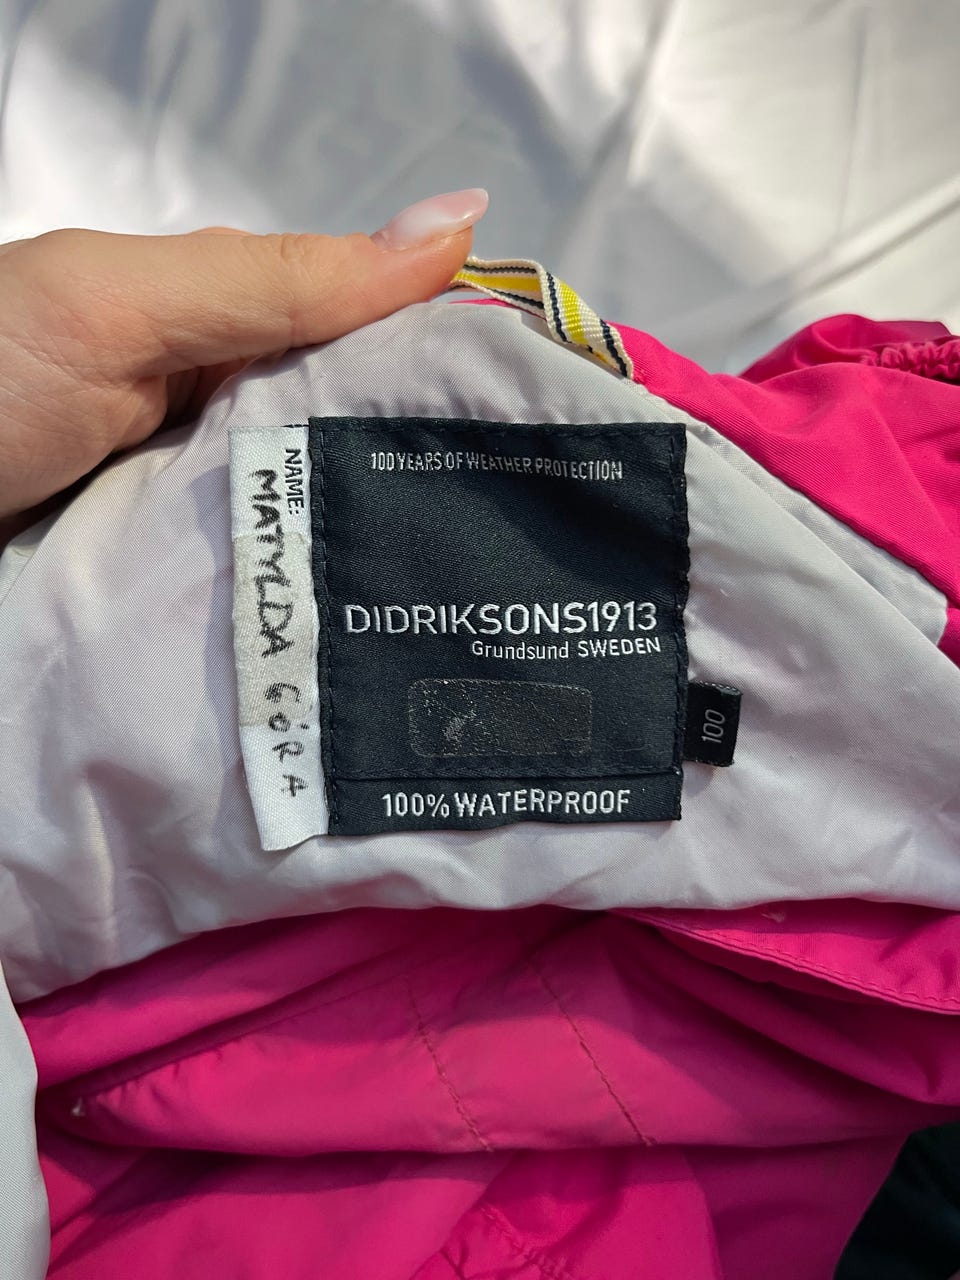 NAME:
MATYLDA GÓRA
100 YEARS OF WEATHER PROTECTION
DIDRIKSONS1913
Grundsund SWEDEN
100
100% WATERPROOF